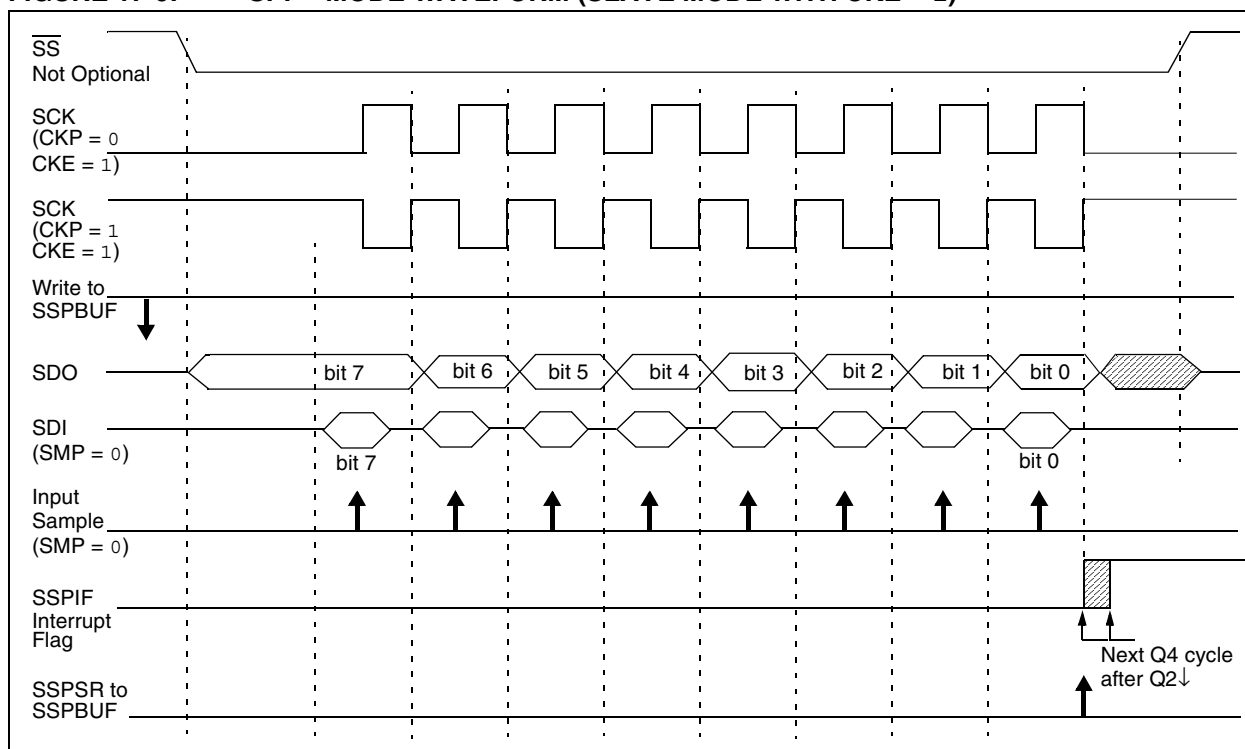 SS
Not Optional
SCK
(CKP = 0
CKE = 1)
SCK
(CKP = 1
CKE = 1)
Write to
SSPBUF
SDO
bit 7
bit 6
bit 5
bit 4
bit 3
bit 2
bit 1
bit 0
SDI
(SMP = 0)
bit 7
bit 0
Input
Sample
(SMP = 0)
SSPIF
Interrupt
Flag
Next Q4 cycle
after Q2↓
SSPSR to
SSPBUF